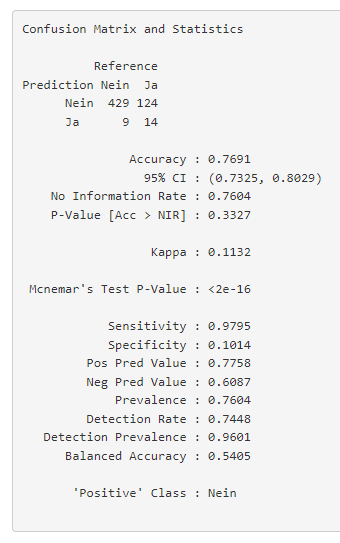 Confusion Matrix and Statistics
Reference
Prediction Nein Ja
Nein 429 124
Ja 9 14
Accuracy : 0.7691
95% CI : (0.7325, 0.8029)
No Information Rate : 0.7604
P-Value [Acc > NIR] : 0.3327
Kappa : 0.1132
Mcnemar's Test P-Value : <2e-16
Sensitivity : 0.9795
Specificity : 0.1014
Pos Pred Value : 0.7758
Neg Pred Value : 0.6087
Prevalence : 0.7604
Detection Rate : 0.7448
Detection Prevalence : 0.9601
Balanced Accuracy : 0.5405
'Positive' Class : Nein